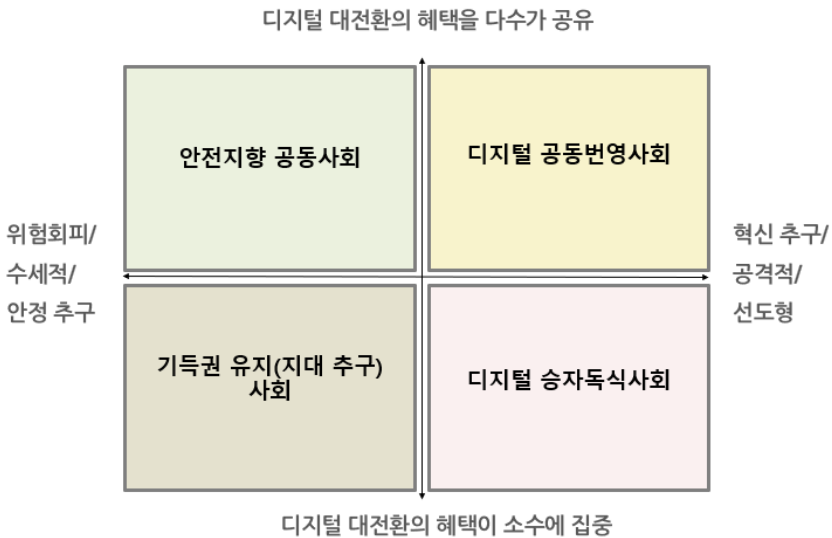 디지털 대전환의 혜택을 다수가 공유
안전지향 공동사회
디지털 공동번영사회
위험회피/
수세적/
안정 추구
혁신 추구/
공격적/
선도형
기득권 유지(지대 추구)
사회
디지털 승자독식사회
디지털 대전환의 혜택이 소수에 집중